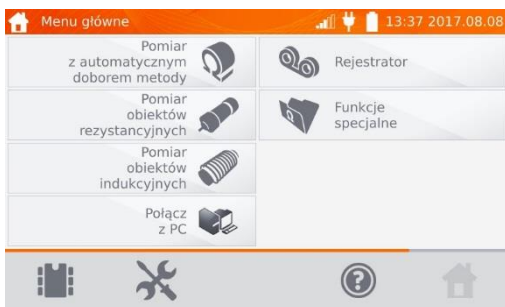 Menu główne
13:37 2017.08.08
Pomiar
z automatycznym
doborem metody
Rejestrator
Pomiar
obiektów
rezystancyjnych
Funkcje
specjalne
Pomiar
obiektów
indukcyjnych
Połącz
z PC